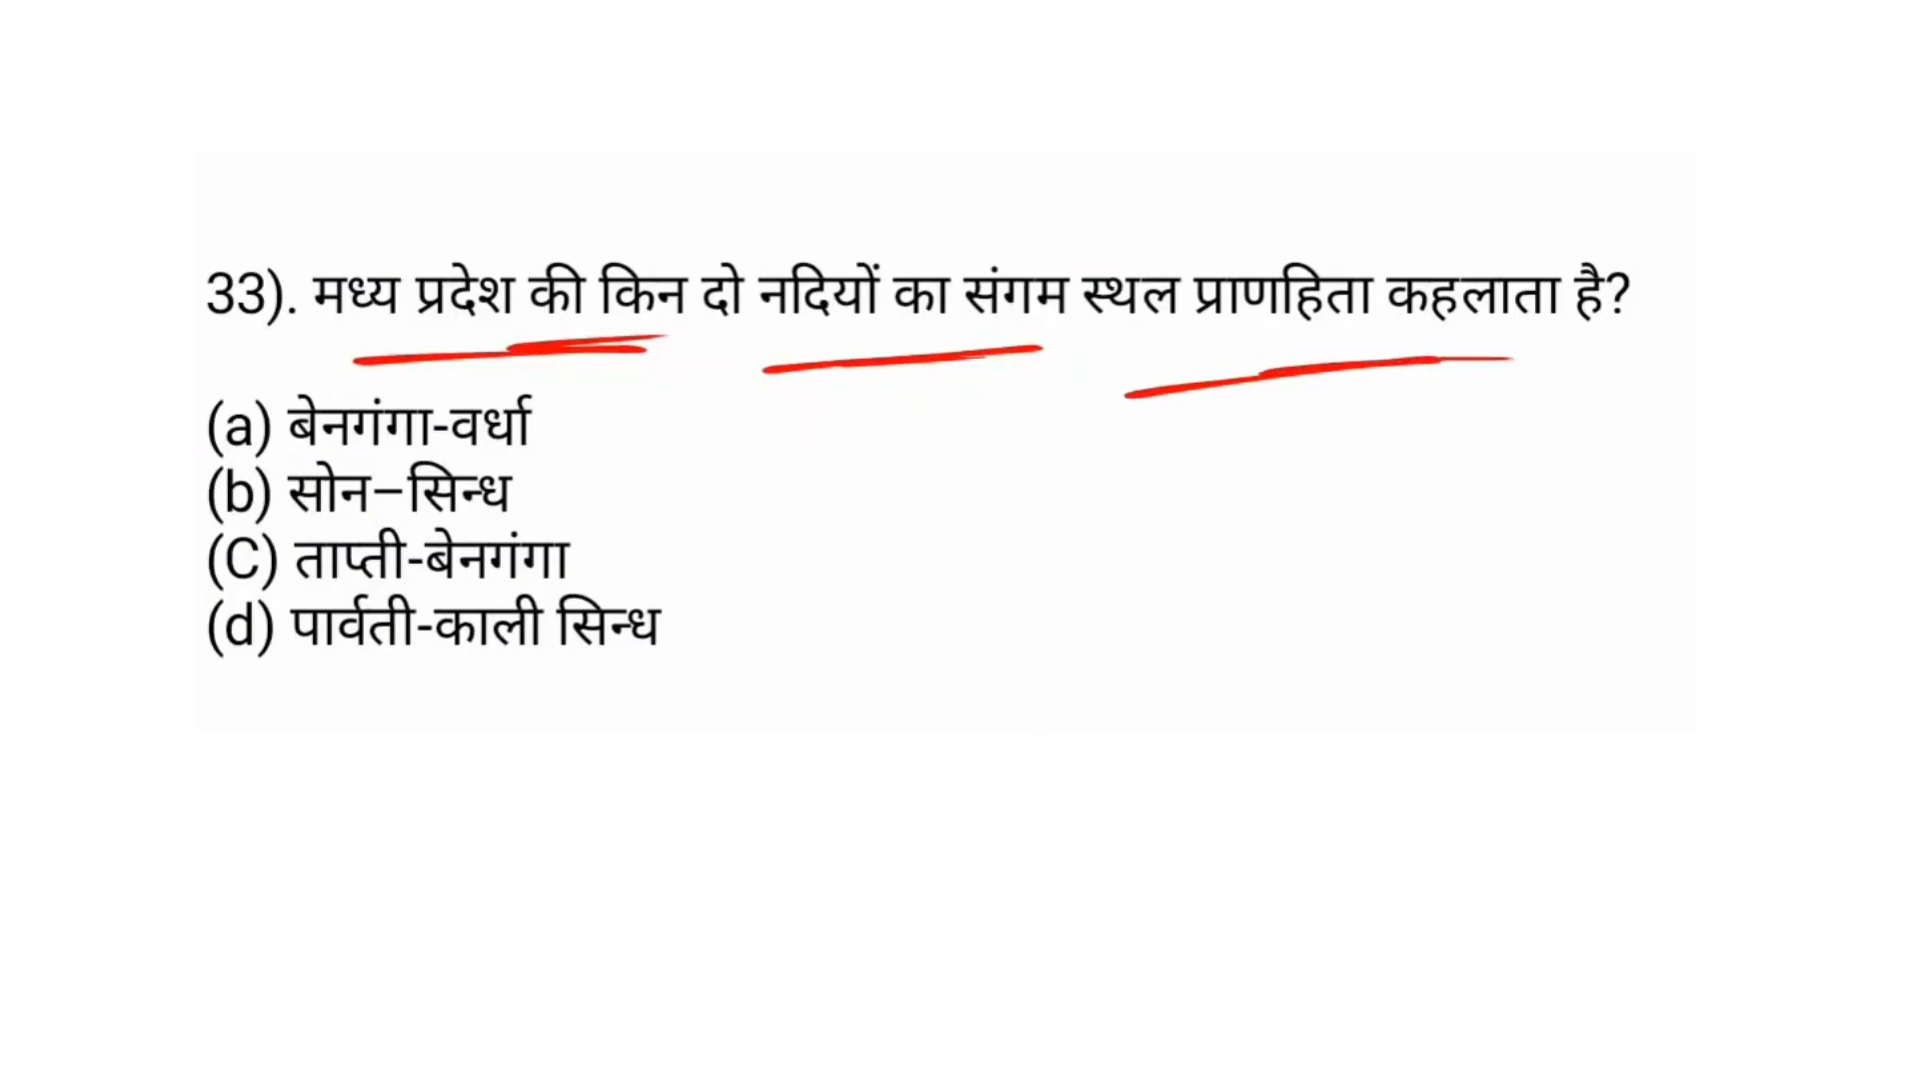 33). मध्य प्रदेश की किन दो नदियों का संगम स्थल प्राणहिता कहलाता है?
(a) बेनगंगा-वर्धा
(b) सोन–सिन्ध
(C) ताप्ती-बेनगंगा
(d) पार्वती-काली सिन्ध